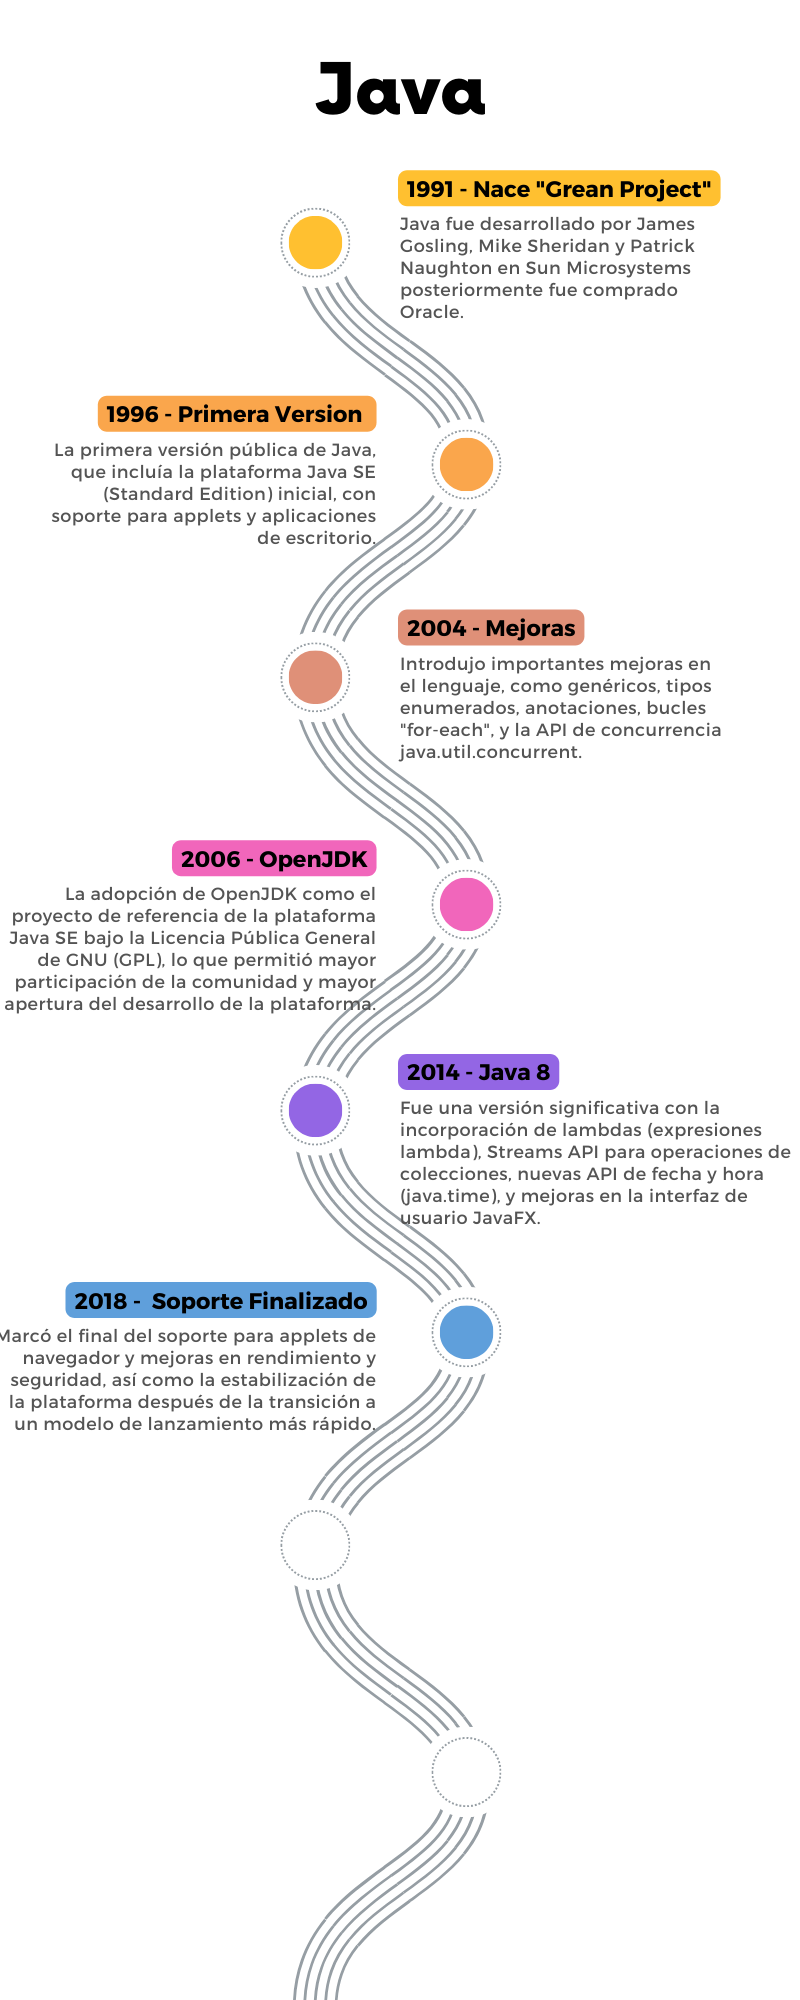 Java
1991 - Nace "Grean Project"
Java fue desarrollado por James
Gosling, Mike Sheridan y Patrick
Naughton en Sun Microsystems
posteriormente fue comprado
Oracle.
1996 - Primera Version
La primera versión pública de Java,
que incluía la plataforma Java SE
(Standard Edition) inicial, con
soporte para applets y aplicaciones
de escritorio.
2004 - Mejoras
Introdujo importantes mejoras en
el lenguaje, como genéricos, tipos
enumerados, anotaciones, bucles
"for-each", y la API de concurrencia
java.util.concurrent.
2006 - OpenJDK
La adopción de OpenJDK como el
proyecto de referencia de la plataforma
Java SE bajo la Licencia Pública General
de GNU (GPL), lo que permitió mayor
participación de la comunidad y mayor
apertura del desarrollo de la plataforma.
2014 - Java 8
Fue una versión significativa con la
incorporación de lambdas (expresiones
lambda), Streams API para operaciones de
colecciones, nuevas API de fecha y hora
(java.time), y mejoras en la interfaz de
usuario JavaFX.
2018 - Soporte Finalizado
Marcó el final del soporte para applets de
navegador y mejoras en rendimiento y
seguridad, así como la estabilización de
la plataforma después de la transición a
un modelo de lanzamiento más rápido.